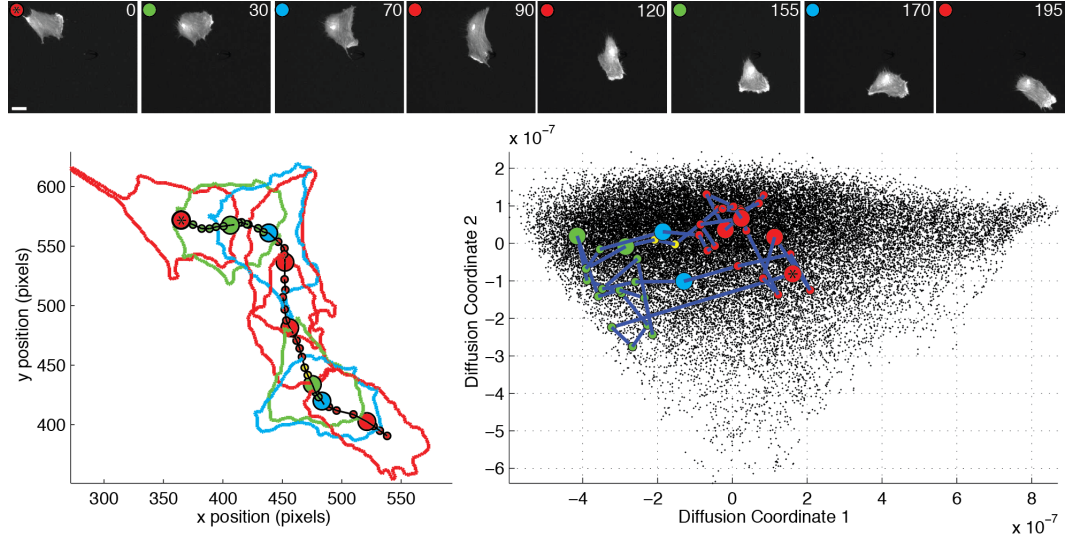 * 0 30 70 90 120 155 170 195
x 10⁻⁷
600
550
500
450
400
y position (pixels)
*
300 350 400 450 500 550
x position (pixels)
2
1
0
−1
−2
−3
−4
−5
−6
Diffusion Coordinate 2
*
−4 −2 0 2 4 6 8
Diffusion Coordinate 1
x 10⁻⁷